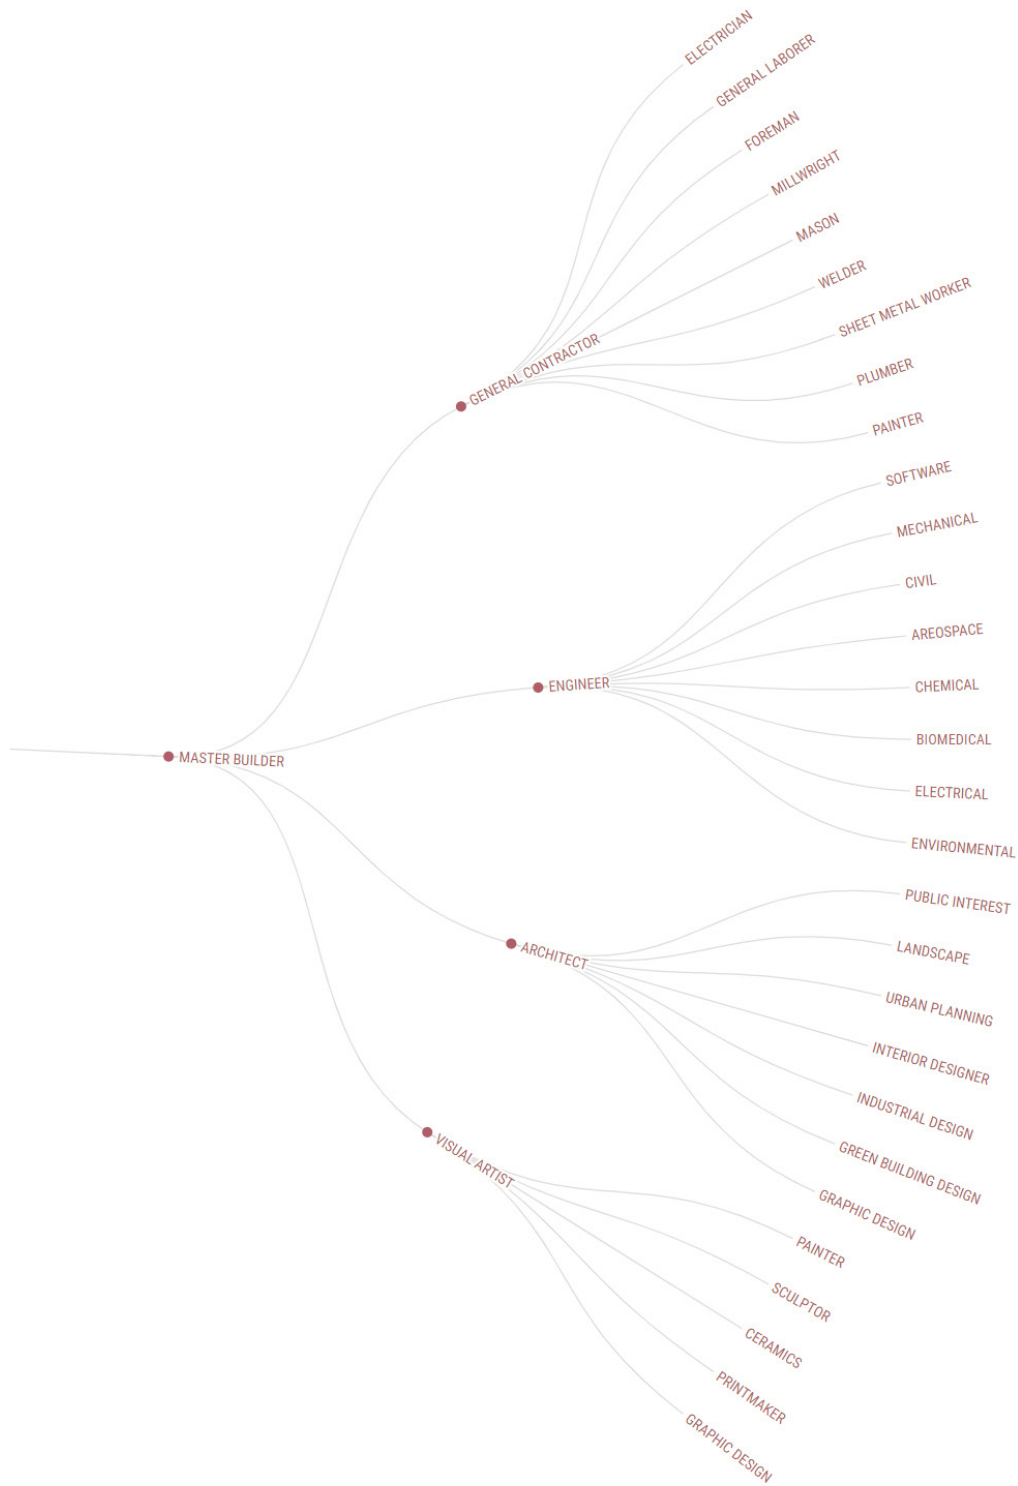 ELECTRICIAN
GENERAL LABORER
FOREMAN
MILLWRIGHT
MASON
WELDER
SHEET METAL WORKER
PLUMBER
PAINTER
GENERAL CONTRACTOR
SOFTWARE
MECHANICAL
CIVIL
AREOSPACE
CHEMICAL
BIOMEDICAL
ELECTRICAL
ENVIRONMENTAL
ENGINEER
MASTER BUILDER
PUBLIC INTEREST
LANDSCAPE
URBAN PLANNING
INTERIOR DESIGNER
INDUSTRIAL DESIGN
GREEN BUILDING DESIGN
GRAPHIC DESIGN
ARCHITECT
VISUAL ARTIST
PAINTER
SCULPTOR
CERAMICS
PRINTMAKER
GRAPHIC DESIGN